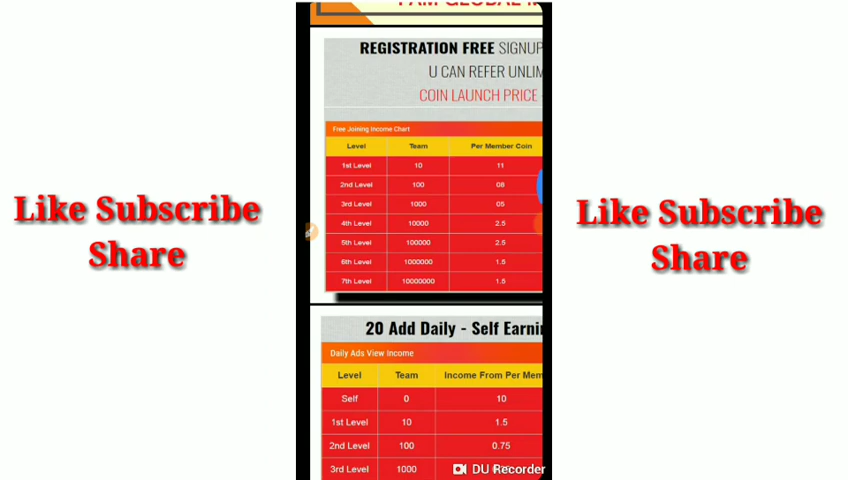 REGISTRATION FREE SIGNUP
U CAN REFER UNLIM
COIN LAUNCH PRICE
Free Joining Income Chart
Level Team Per Member Coin
1st Level 10 11
2nd Level 100 08
3rd Level 1000 05
4th Level 10000 2.5
5th Level 100000 2.5
6th Level 1000000 1.5
7th Level 10000000 1.5
20 Add Daily - Self Earnin
Daily Ads View Income
Level Team Income From Per Mem
Self 0 10
1st Level 10 1.5
2nd Level 100 0.75
3rd Level 1000
DU Recorder
Like Subscribe
Share
Like Subscribe
Share